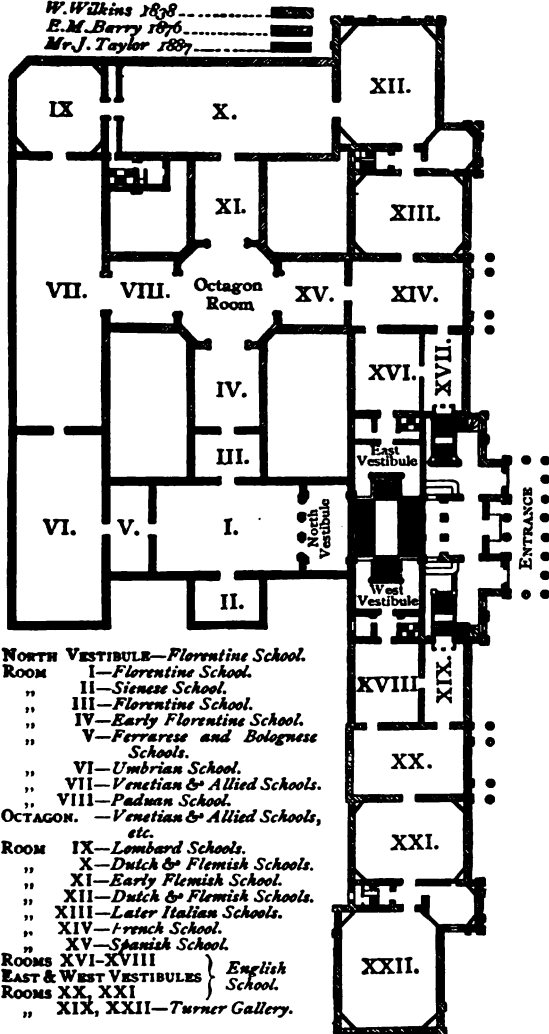 W. Wilkins 1838
E.M. Barry 1876
Mr. J. Taylor 1887
XII.
IX
X.
XIII.
XI.
VII.
VIII.
Octagon
Room
XV.
XIV.
XVI.
XVII.
IV.
III.
East
Vestibule
VI.
V.
I.
North
Vestibule
ENTRANCE
II.
West
Vestibule
XVIII
XIX.
XX.
XXI.
XXII.
NORTH VESTIBULE—Florentine School.
ROOM I—Florentine School.
„ II—Sienese School.
„ III—Florentine School.
„ IV—Early Florentine School.
„ V—Ferrarese and Bolognese
Schools.
„ VI—Umbrian School.
„ VII—Venetian & Allied Schools.
„ VIII—Paduan School.
OCTAGON. —Venetian & Allied Schools,
etc.
ROOM IX—Lombard Schools.
„ X—Dutch & Flemish Schools.
„ XI—Early Flemish School.
„ XII—Dutch & Flemish Schools.
„ XIII—Later Italian Schools.
„ XIV—French School.
„ XV—Spanish School.
ROOMS XVI-XVIII
EAST & WEST VESTIBULES
ROOMS XX, XXI
} English
School.
„ XIX, XXII—Turner Gallery.